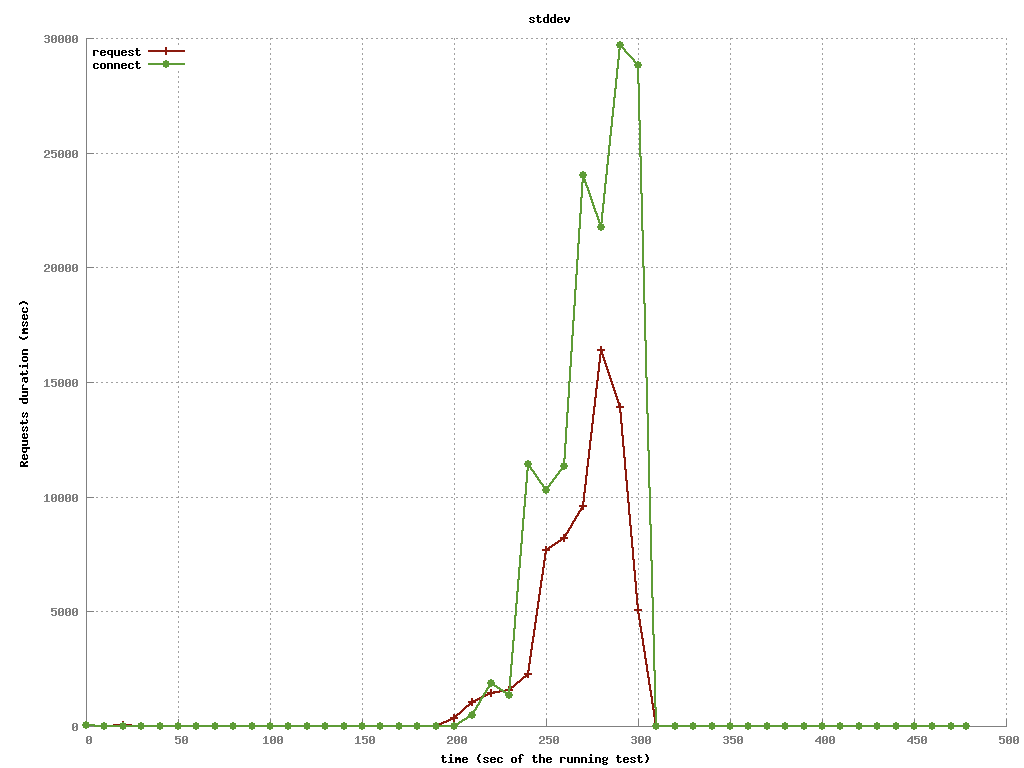 stddev
30000
request
connect
25000
20000
Requests duration (msec)
15000
10000
5000
0
0 50 100 150 200 250 300 350 400 450 500
time (sec of the running test)